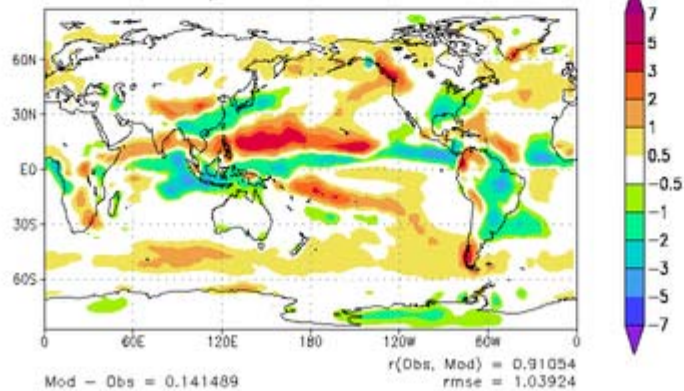 7
60N
5
3
30N
2
1
EQ
0.5
-0.5
30S
-1
-2
-3
60S
-5
-7
0 60E 120E 180 120W 60W 0
r(Obs, Mod) = 0.91054
Mod - Obs = 0.141489 rmse = 1.03924